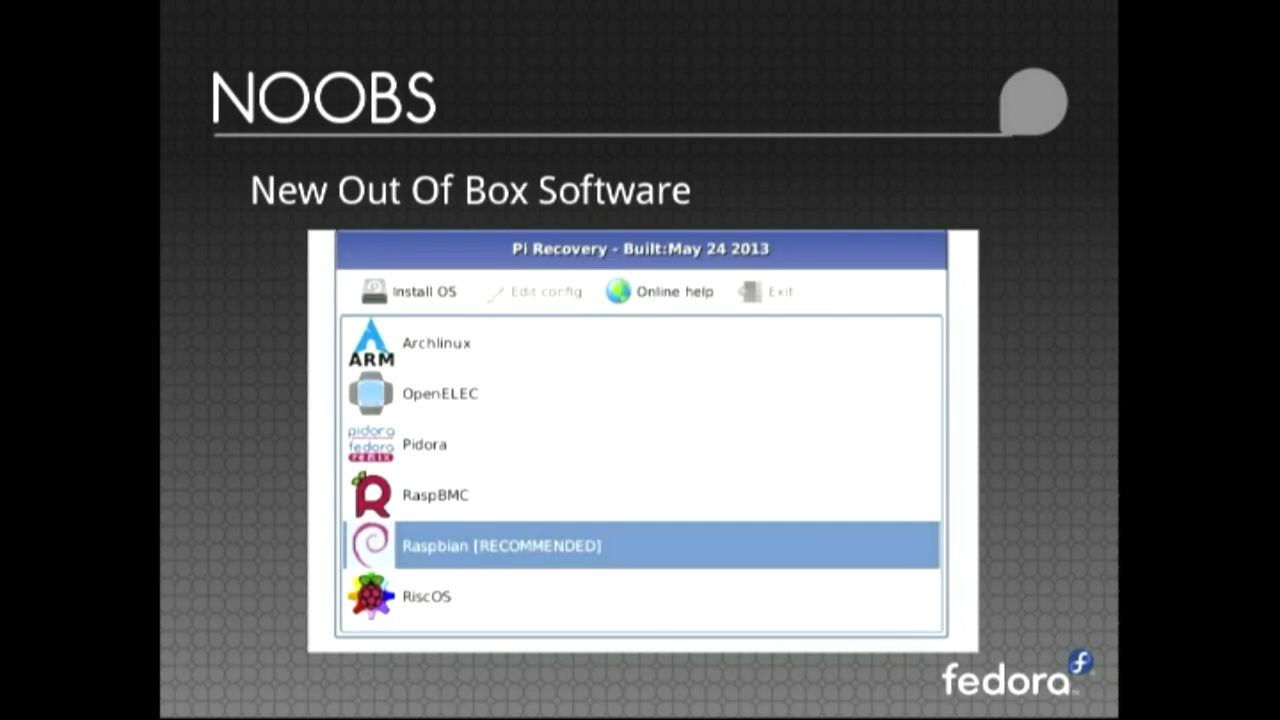 NOOBS
New Out Of Box Software
Pi Recovery - Built:May 24 2013
Install OS Edit config Online help Exit
ARM Archlinux
OpenELEC
pidora
fedora
remix
Pidora
RaspBMC
Raspbian [RECOMMENDED]
RiscOS
fedora